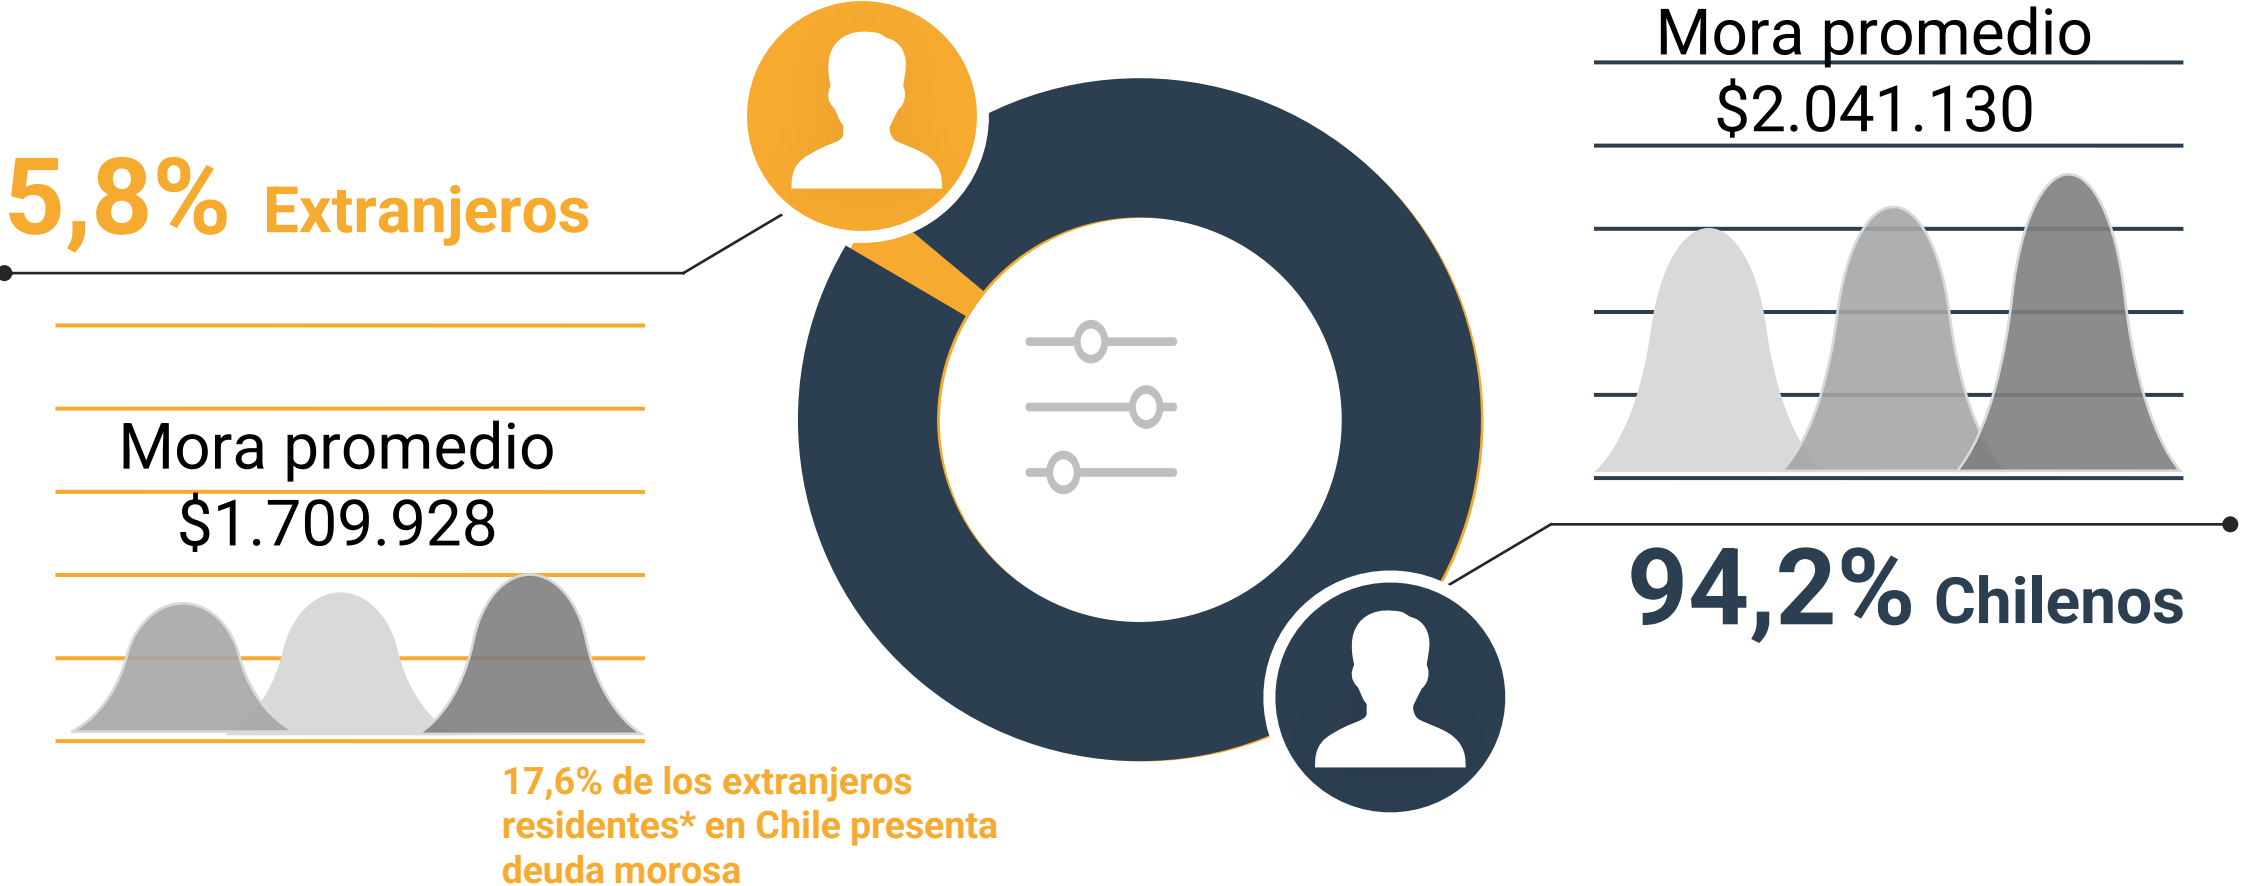 5,8% Extranjeros
Mora promedio
$1.709.928
17,6% de los extranjeros
residentes* en Chile presenta
deuda morosa
Mora promedio
$2.041.130
94,2% Chilenos